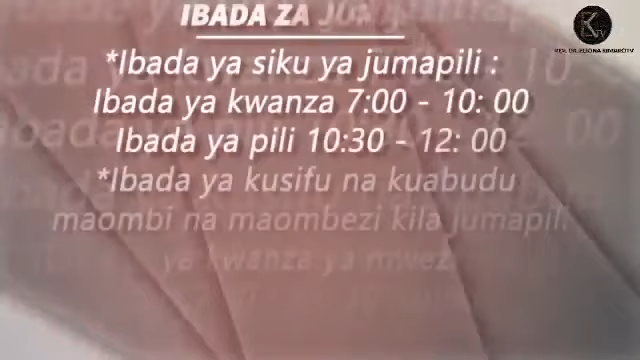 IBADA ZA
*Ibada ya siku ya jumapili :
Ibada ya kwanza 7:00 - 10: 00
Ibada ya pili 10:30 - 12: 00
*Ibada ya kusifu na kuabudu
maombi na maombezi kila jumapili
ya kwanza ya mwezi